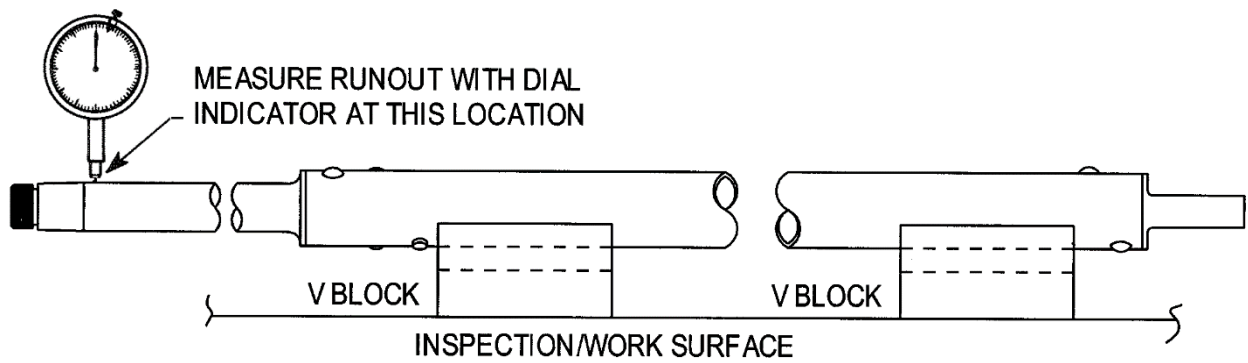 MEASURE RUNOUT WITH DIAL
INDICATOR AT THIS LOCATION
V BLOCK
V BLOCK
INSPECTION/WORK SURFACE